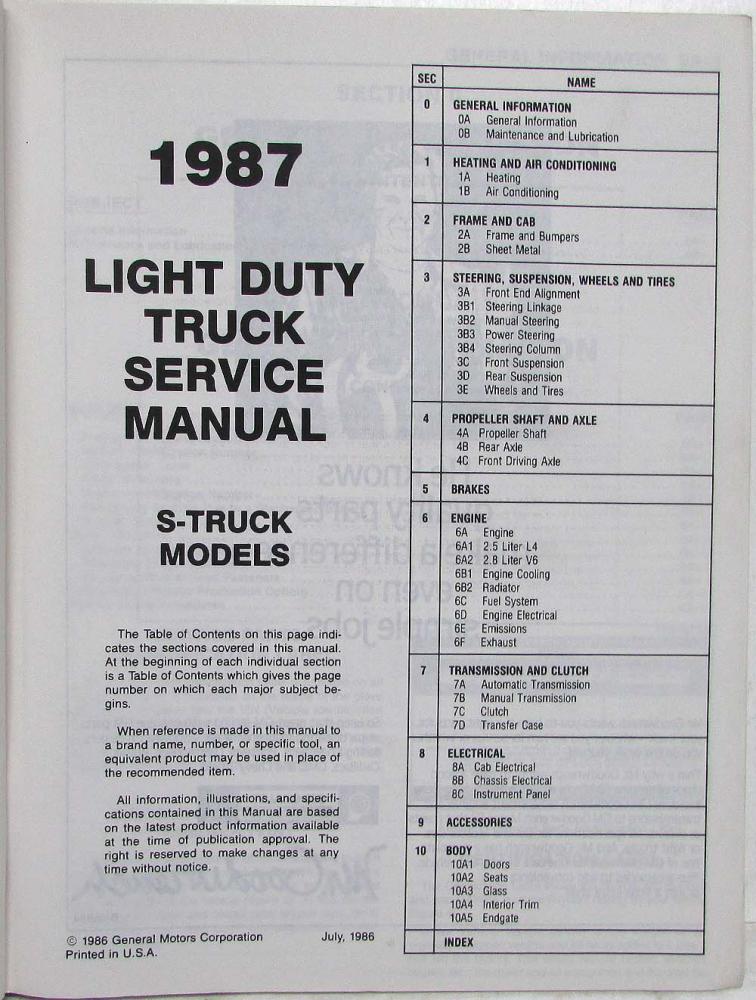 1987
LIGHT DUTY
TRUCK
SERVICE
MANUAL
S-TRUCK
MODELS
The Table of Contents on this page indi-
cates the sections covered in this manual.
At the beginning of each individual section
is a Table of Contents which gives the page
number on which each major subject be-
gins.
When reference is made in this manual to
a brand name, number, or specific tool, an
equivalent product may be used in place of
the recommended item.
All information, illustrations, and specifi-
cations contained in this Manual are based
on the latest product information available
at the time of publication approval. The
right is reserved to make changes at any
time without notice.
© 1986 General Motors Corporation July, 1986
Printed in U.S.A.
SEC NAME
0 GENERAL INFORMATION
0A General Information
0B Maintenance and Lubrication
1 HEATING AND AIR CONDITIONING
1A Heating
1B Air Conditioning
2 FRAME AND CAB
2A Frame and Bumpers
2B Sheet Metal
3 STEERING, SUSPENSION, WHEELS AND TIRES
3A Front End Alignment
3B1 Steering Linkage
3B2 Manual Steering
3B3 Power Steering
3B4 Steering Column
3C Front Suspension
3D Rear Suspension
3E Wheels and Tires
4 PROPELLER SHAFT AND AXLE
4A Propeller Shaft
4B Rear Axle
4C Front Driving Axle
5 BRAKES
6 ENGINE
6A Engine
6A1 2.5 Liter L4
6A2 2.8 Liter V6
6B1 Engine Cooling
6B2 Radiator
6C Fuel System
6D Engine Electrical
6E Emissions
6F Exhaust
7 TRANSMISSION AND CLUTCH
7A Automatic Transmission
7B Manual Transmission
7C Clutch
7D Transfer Case
8 ELECTRICAL
8A Cab Electrical
8B Chassis Electrical
8C Instrument Panel
9 ACCESSORIES
10 BODY
10A1 Doors
10A2 Seats
10A3 Glass
10A4 Interior Trim
10A5 Endgate
INDEX